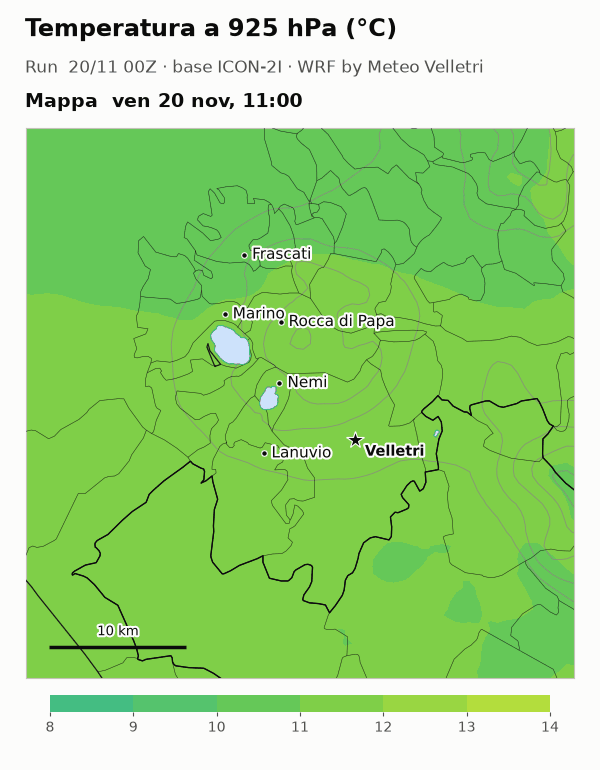 Temperatura a 925 hPa (°C)
Run  20/11 00Z · base ICON-2I · WRF by Meteo Velletri
Mappa  ven 20 nov, 11:00
Frascati
Marino
Rocca di Papa
Nemi
Velletri
Lanuvio
10 km
8 9 10 11 12 13 14